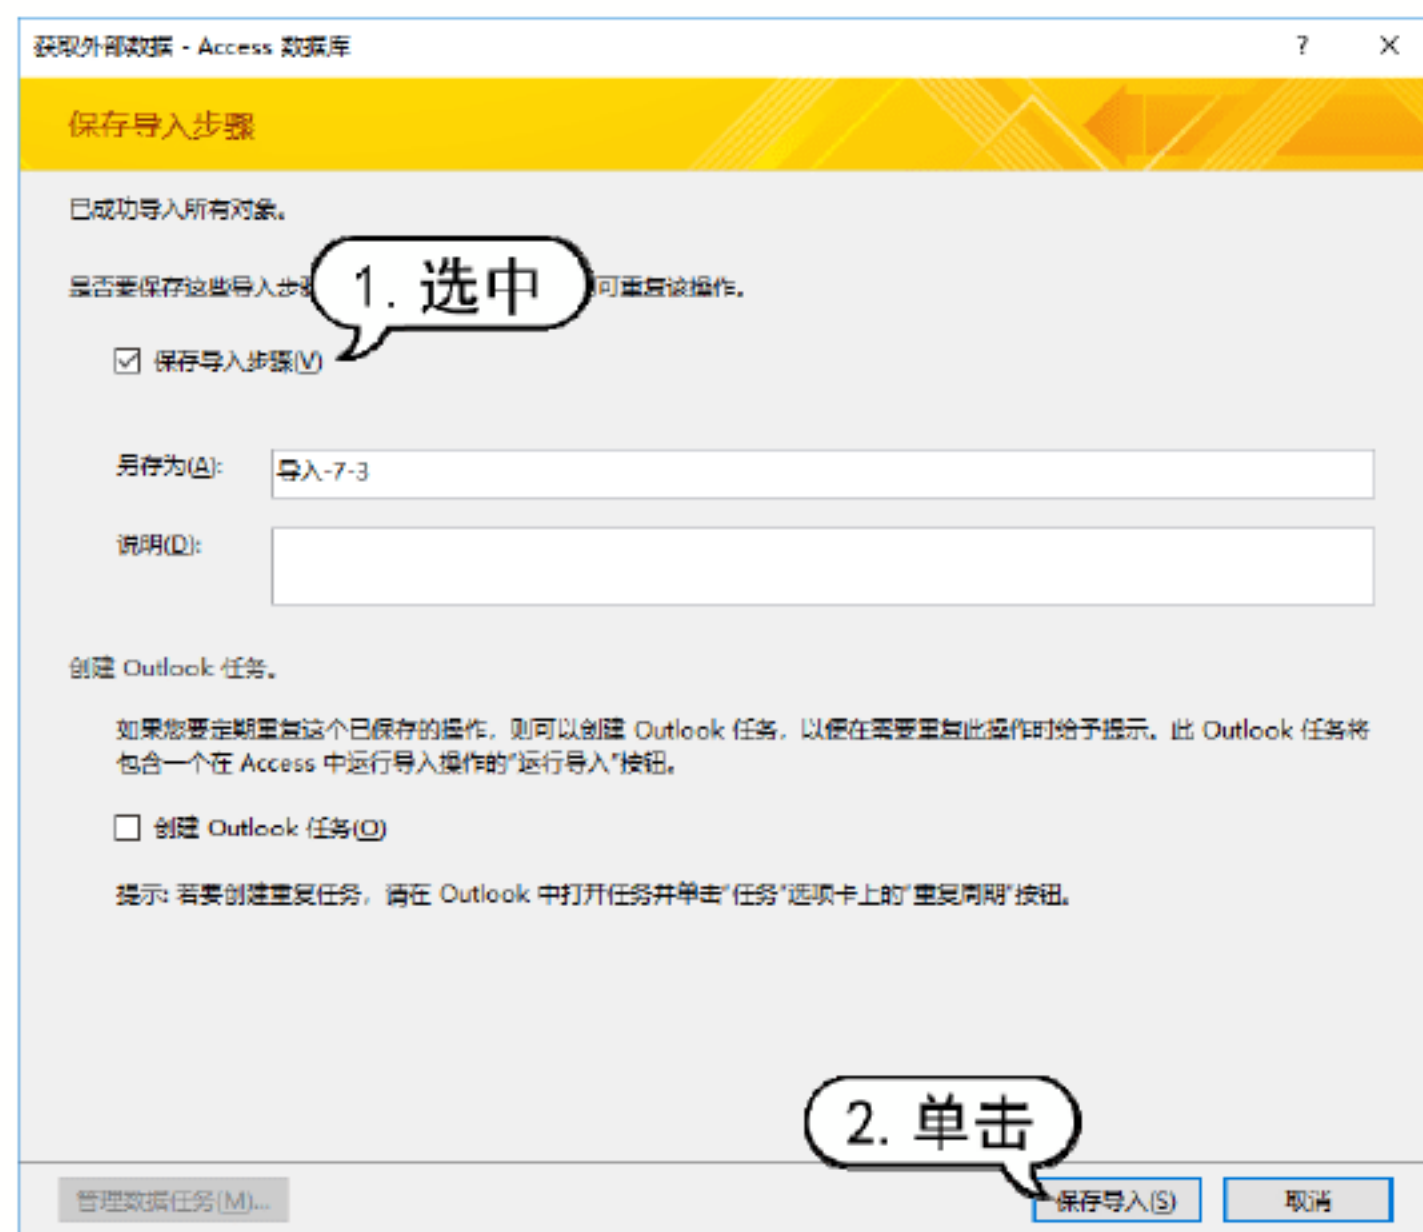 获取外部数据 - Access 数据库
? ×
保存导入步骤
已成功导入所有对象。
是否要保存这些导入步 可重复该操作。
1. 选中
保存导入步骤(V)
另存为(A): 导入-7-3
说明(D):
创建 Outlook 任务。
如果您要定期重复这个已保存的操作，则可以创建 Outlook 任务，以便在需要重复此操作时给予提示。此 Outlook 任务将
包含一个在 Access 中运行导入操作的"运行导入"按钮。
创建 Outlook 任务(O)
提示: 若要创建重复任务，请在 Outlook 中打开任务并单击"任务"选项卡上的"重复周期"按钮。
2. 单击
管理数据任务(M)... 保存导入(S) 取消